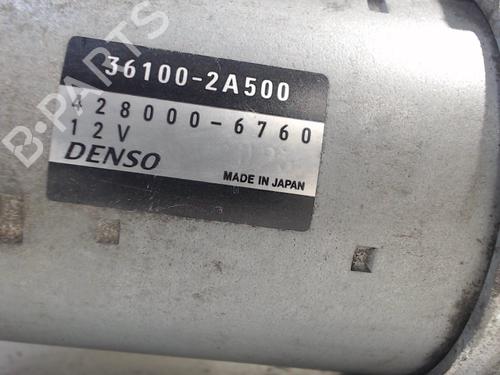 36100-2A500
428000-6760
12V
DENSO
MADE IN JAPAN
B-PARTS